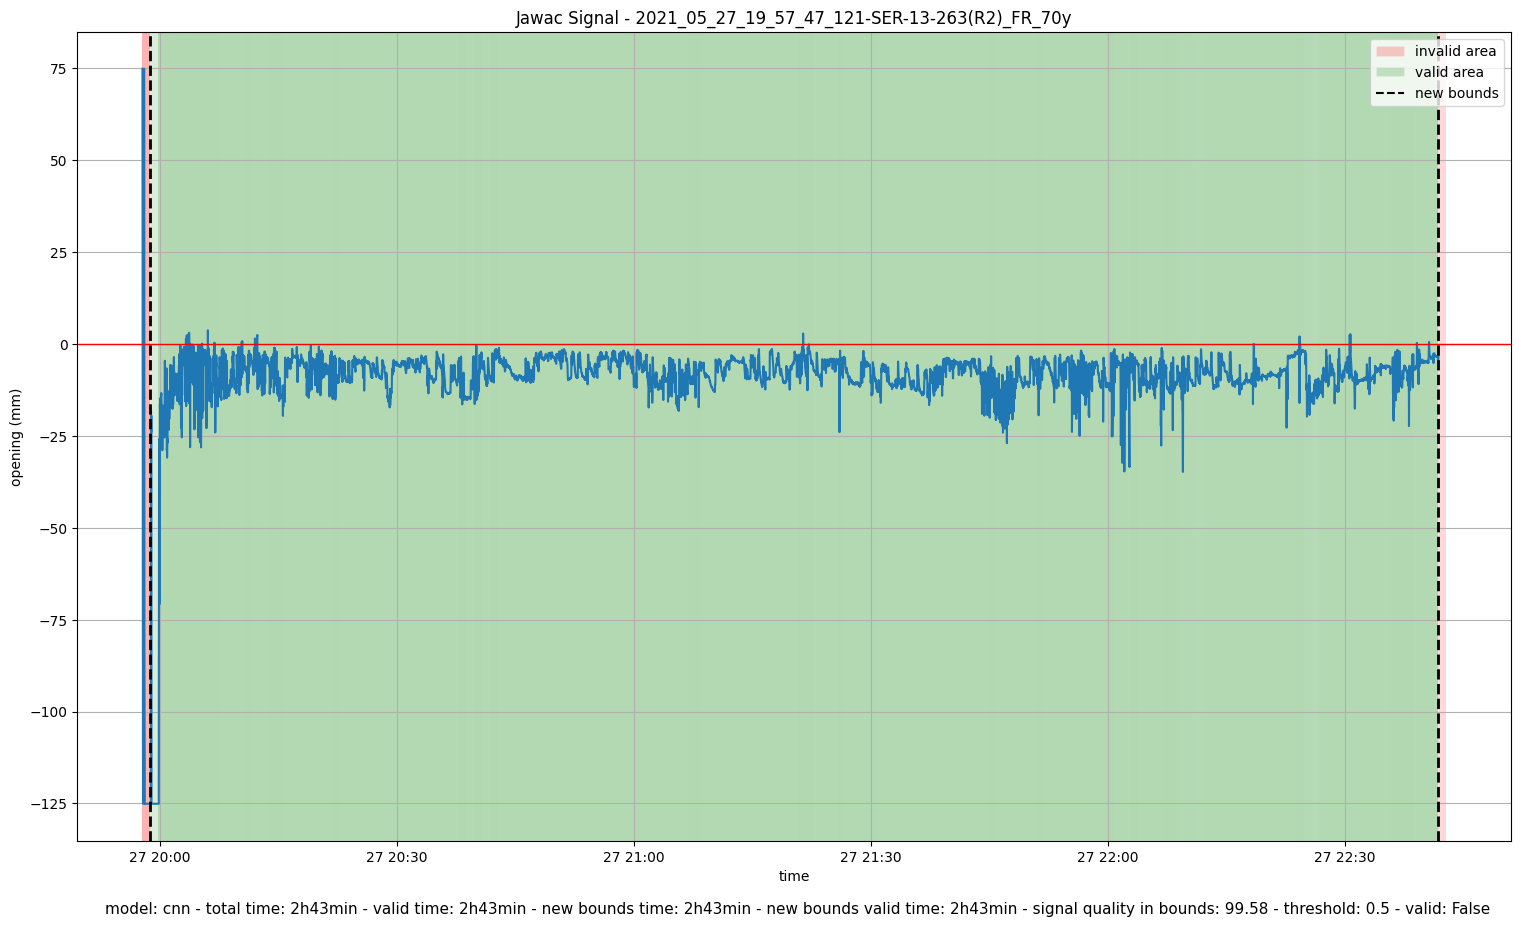 Jawac Signal - 2021_05_27_19_57_47_121-SER-13-263(R2)_FR_70y
invalid area
valid area
new bounds
opening (mm)
75
50
25
0
−25
−50
−75
−100
−125
27 20:00
27 20:30
27 21:00
27 21:30
27 22:00
27 22:30
time
model: cnn - total time: 2h43min - valid time: 2h43min - new bounds time: 2h43min - new bounds valid time: 2h43min - signal quality in bounds: 99.58 - threshold: 0.5 - valid: False